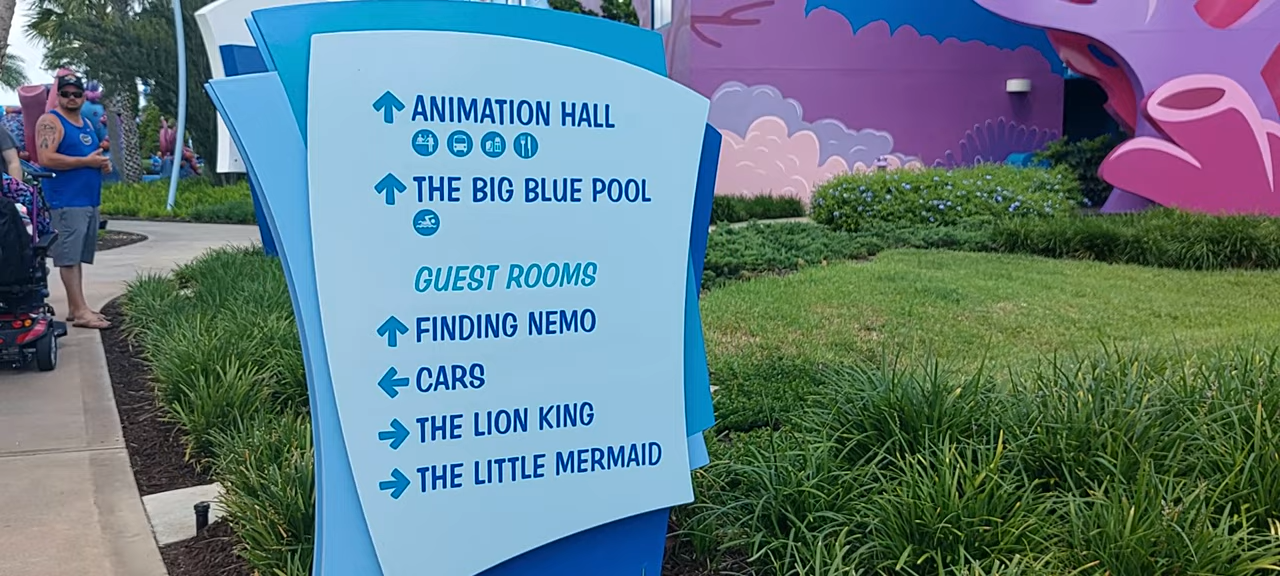 ANIMATION HALL
THE BIG BLUE POOL
GUEST ROOMS
FINDING NEMO
CARS
THE LION KING
THE LITTLE MERMAID